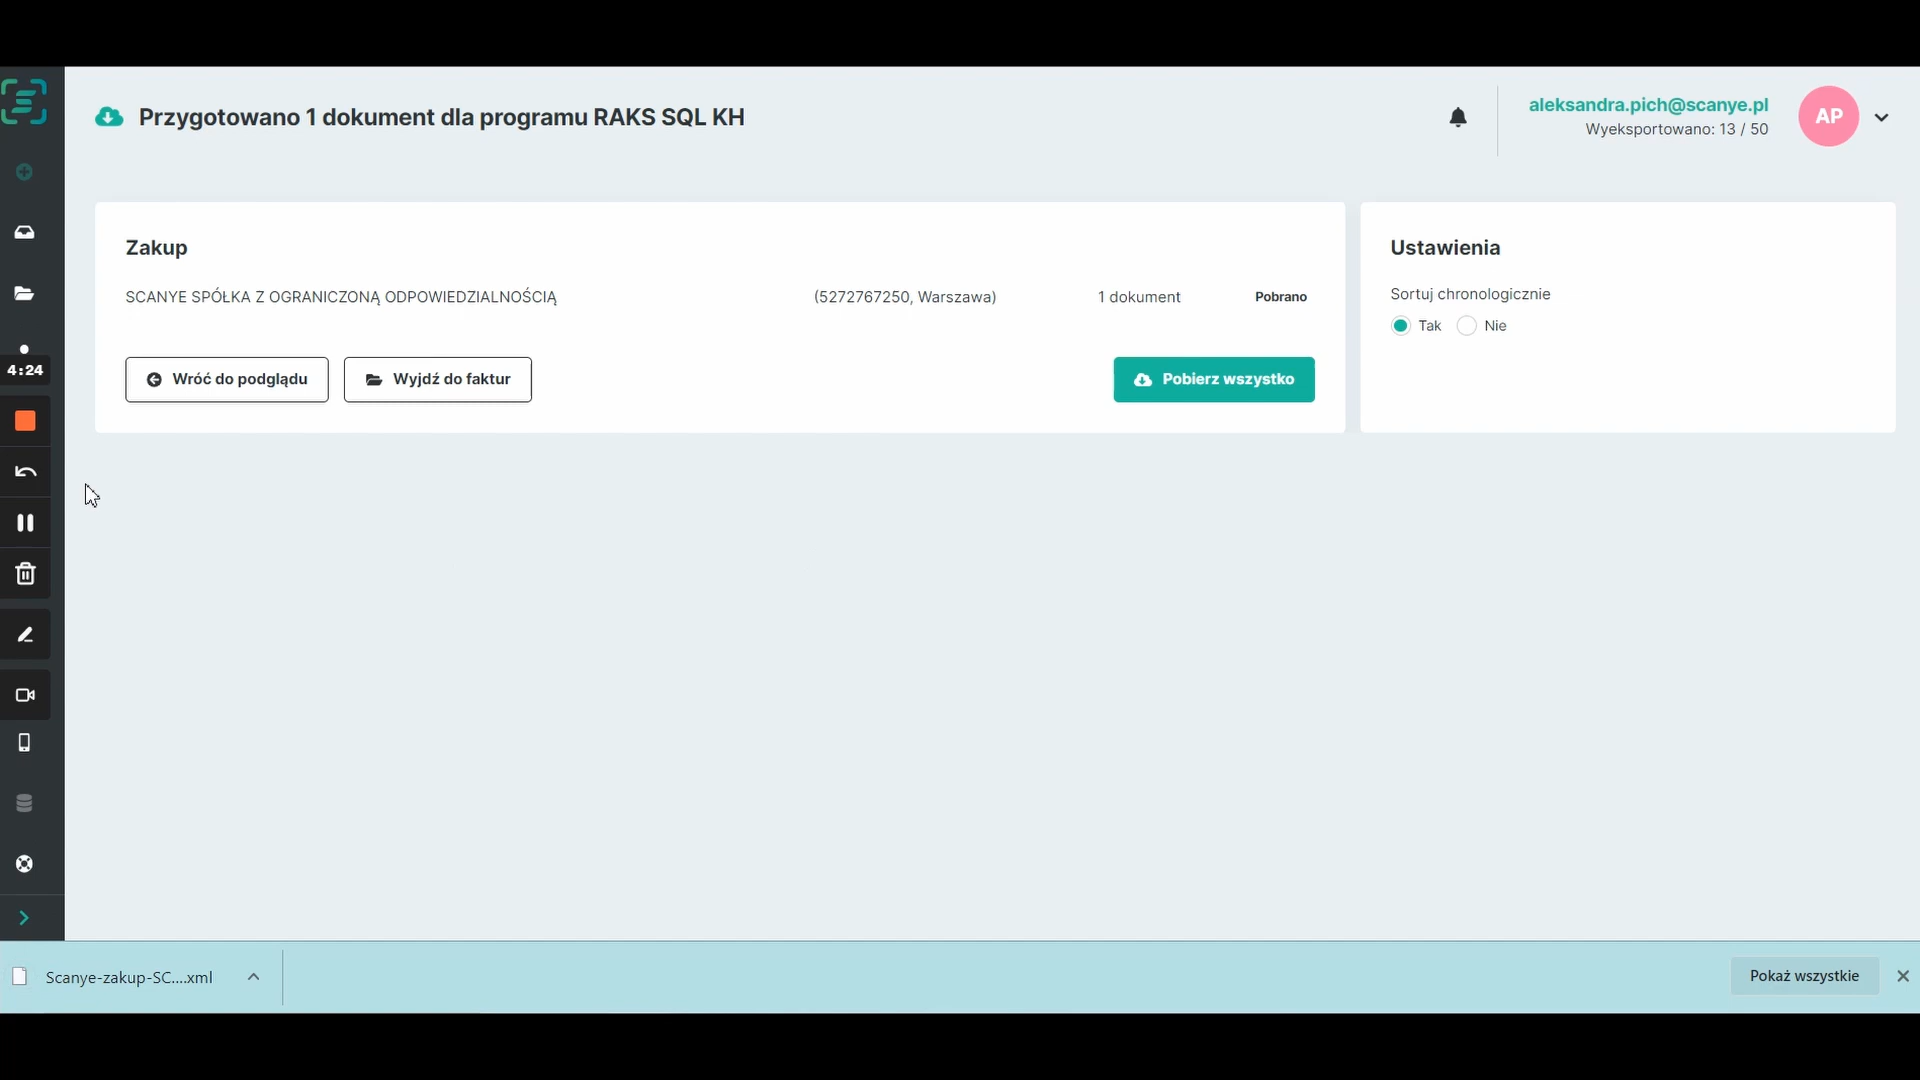 Przygotowano 1 dokument dla programu RAKS SQL KH
aleksandra.pich@scanye.pl
Wyeksportowano: 13 / 50
AP
Zakup
SCANYE SPÓŁKA Z OGRANICZONĄ ODPOWIEDZIALNOŚCIĄ (5272767250, Warszawa) 1 dokument Pobrano
Wróć do podglądu
Wyjdź do faktur
Pobierz wszystko
Ustawienia
Sortuj chronologicznie
Tak Nie
4:24
Scanye-zakup-SC....xml
Pokaż wszystkie